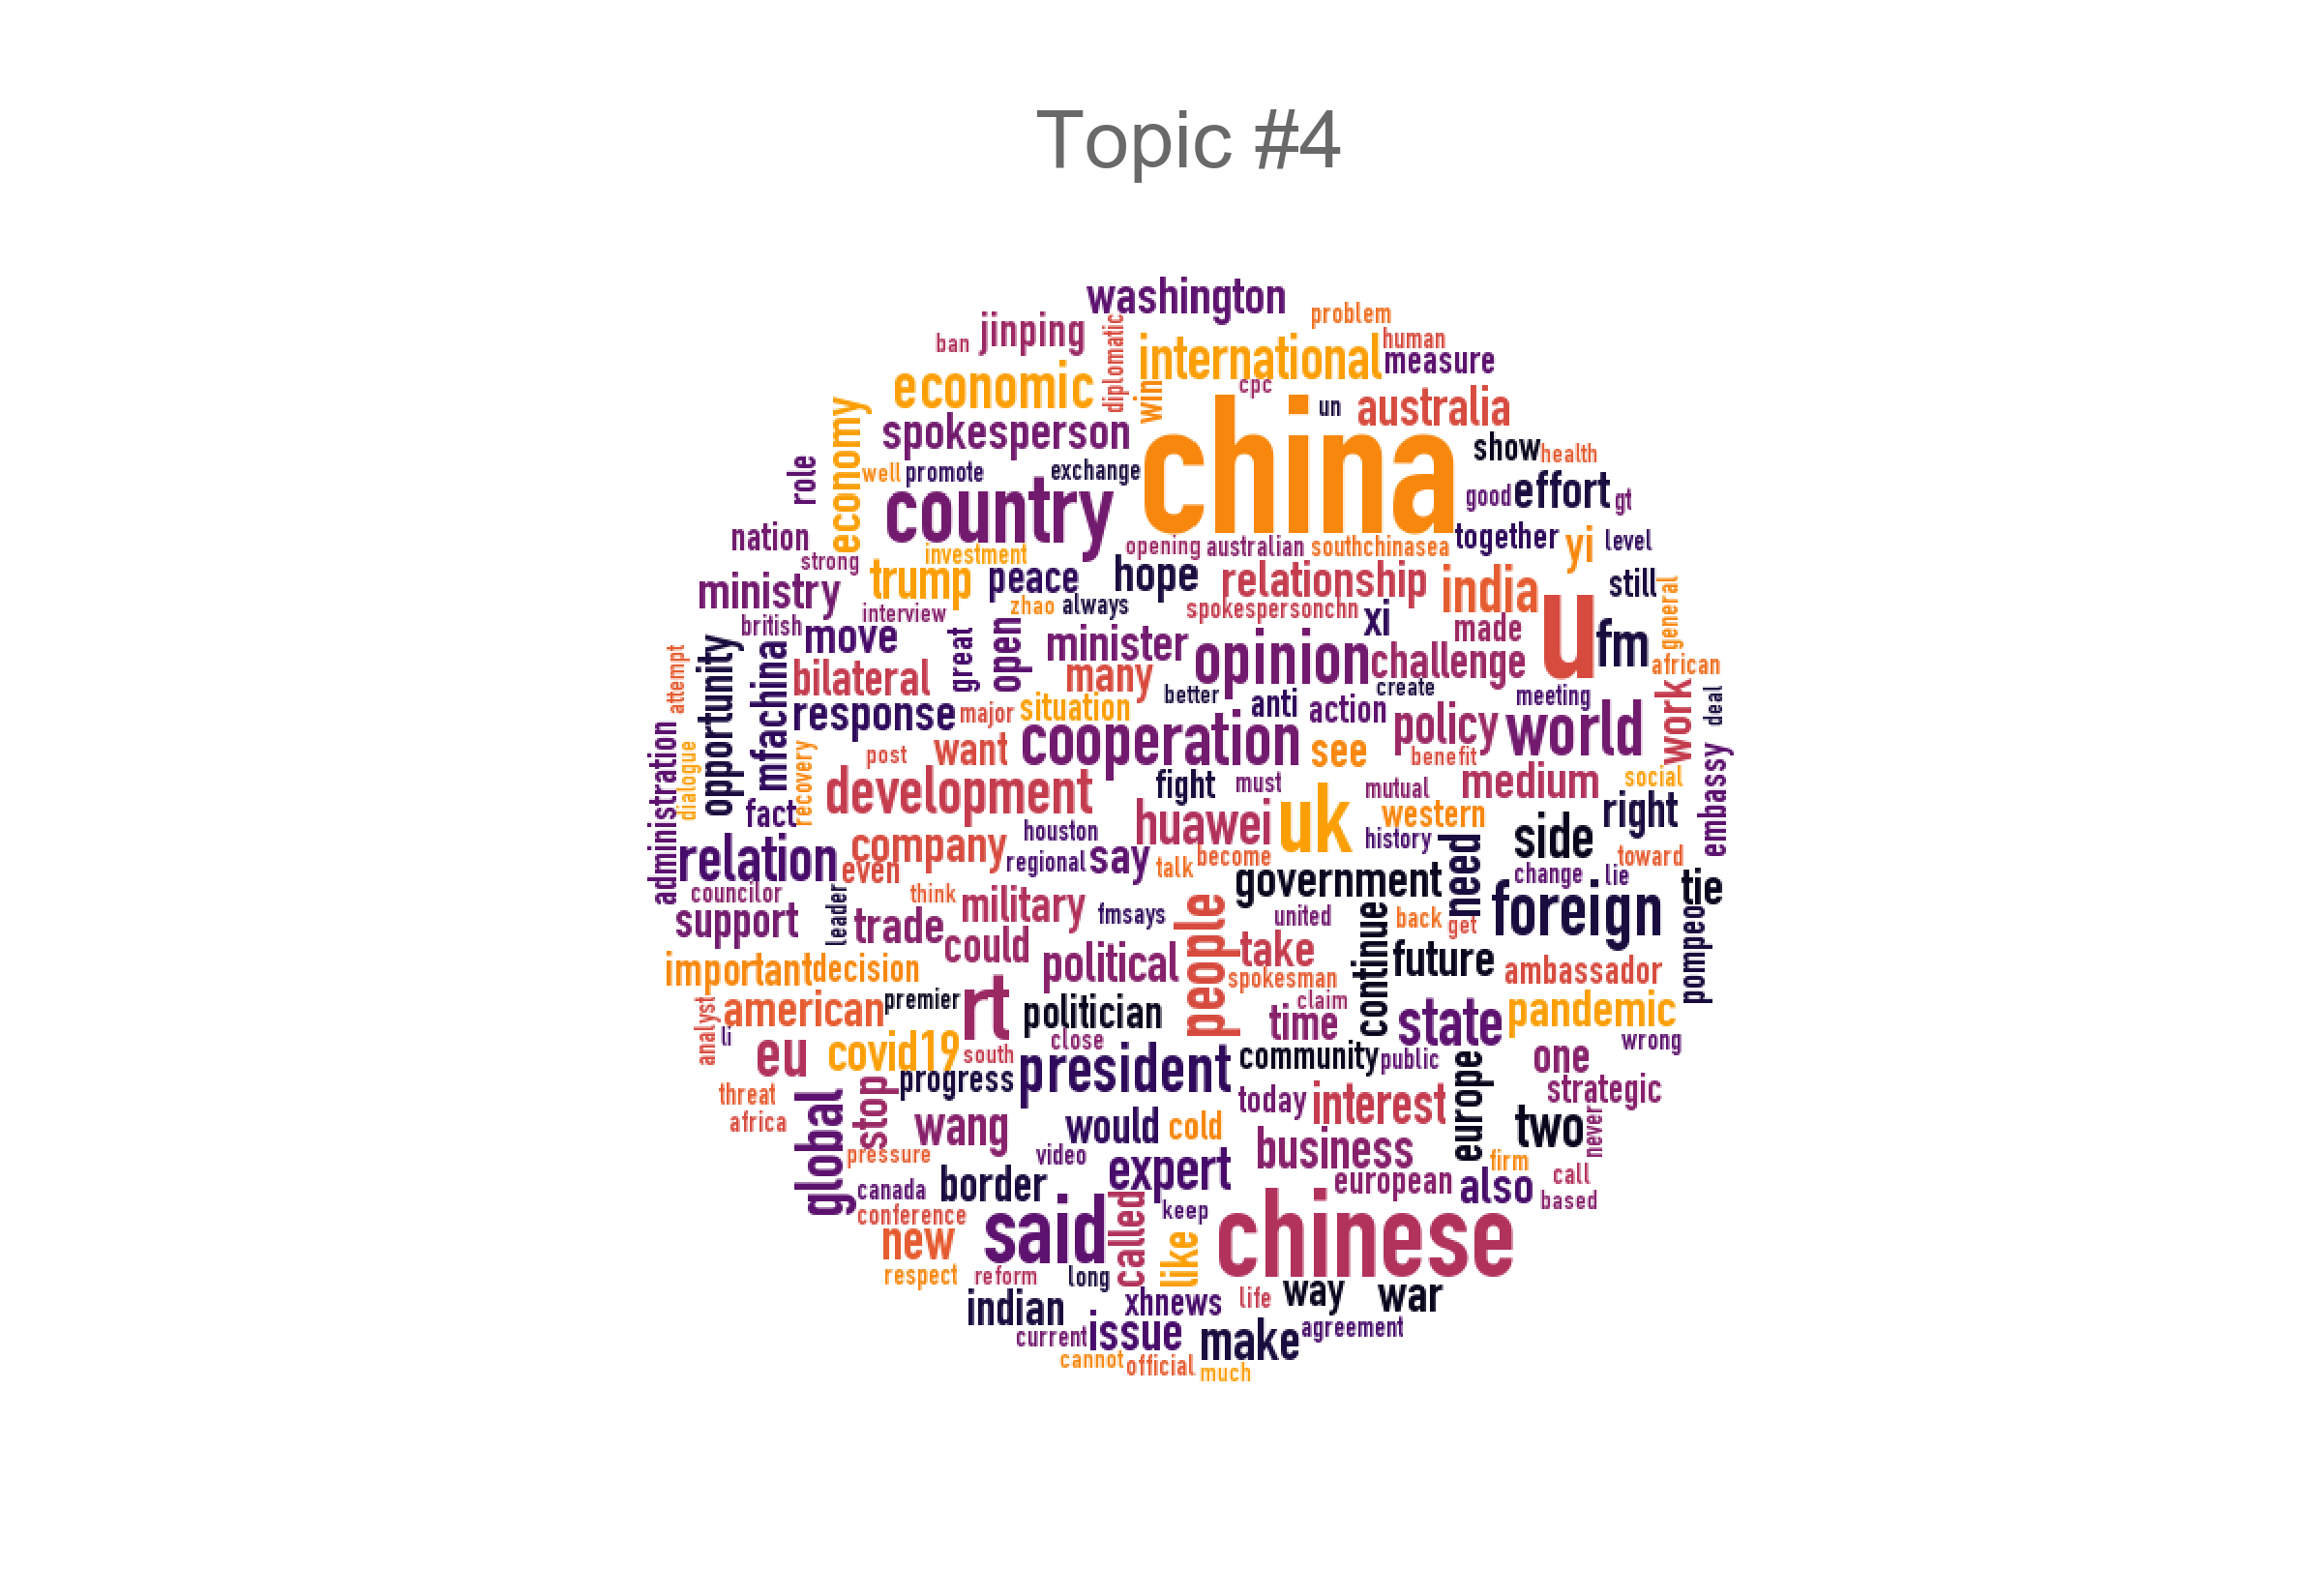 Topic #4
washington
problem
jinping
ban
diplomatic
international
human
measure
economic
win
cpc
un
australia
spokesperson
china
economy
show
health
role
well
promote
exchange
country
good
effort
gt
nation
opening
australian
southchinasea
together
yi
level
strong
investment
ministry
trump
peace
hope
relationship
india
u
still
general
zhao
always
spokespersonchn
xi
interview
british
move
great
open
minister
opinion
made
fm
challenge
african
attempt
opportunity
mfachina
bilateral
many
better
anti
create
meeting
work
deal
response
major
situation
action
policy
world
cooperation
administration
dialogue
recovery
post
want
see
benefit
embassy
development
fight
must
mutual
medium
social
fact
huawei
uk
western
right
company
houston
history
side
relation
even
regional
say
talk
become
need
toward
councilor
think
government
change
lie
tie
support
leader
trade
military
fmsays
people
united
continue
back
get
foreign
pompeo
could
important
decision
political
take
spokesman
future
ambassador
analyst
american
premier
rt
politician
claim
time
state
pandemic
li
eu
covid19
south
close
community
public
wrong
threat
progress
president
europe
one
africa
global
stop
today
interest
strategic
wang
would
cold
two
never
pressure
video
expert
business
firm
canada
border
european
also
call
conference
said
called
keep
chinese
based
new
like
respect
reform
long
way
war
indian
xhnews
life
current
issue
make
agreement
cannot
official
much